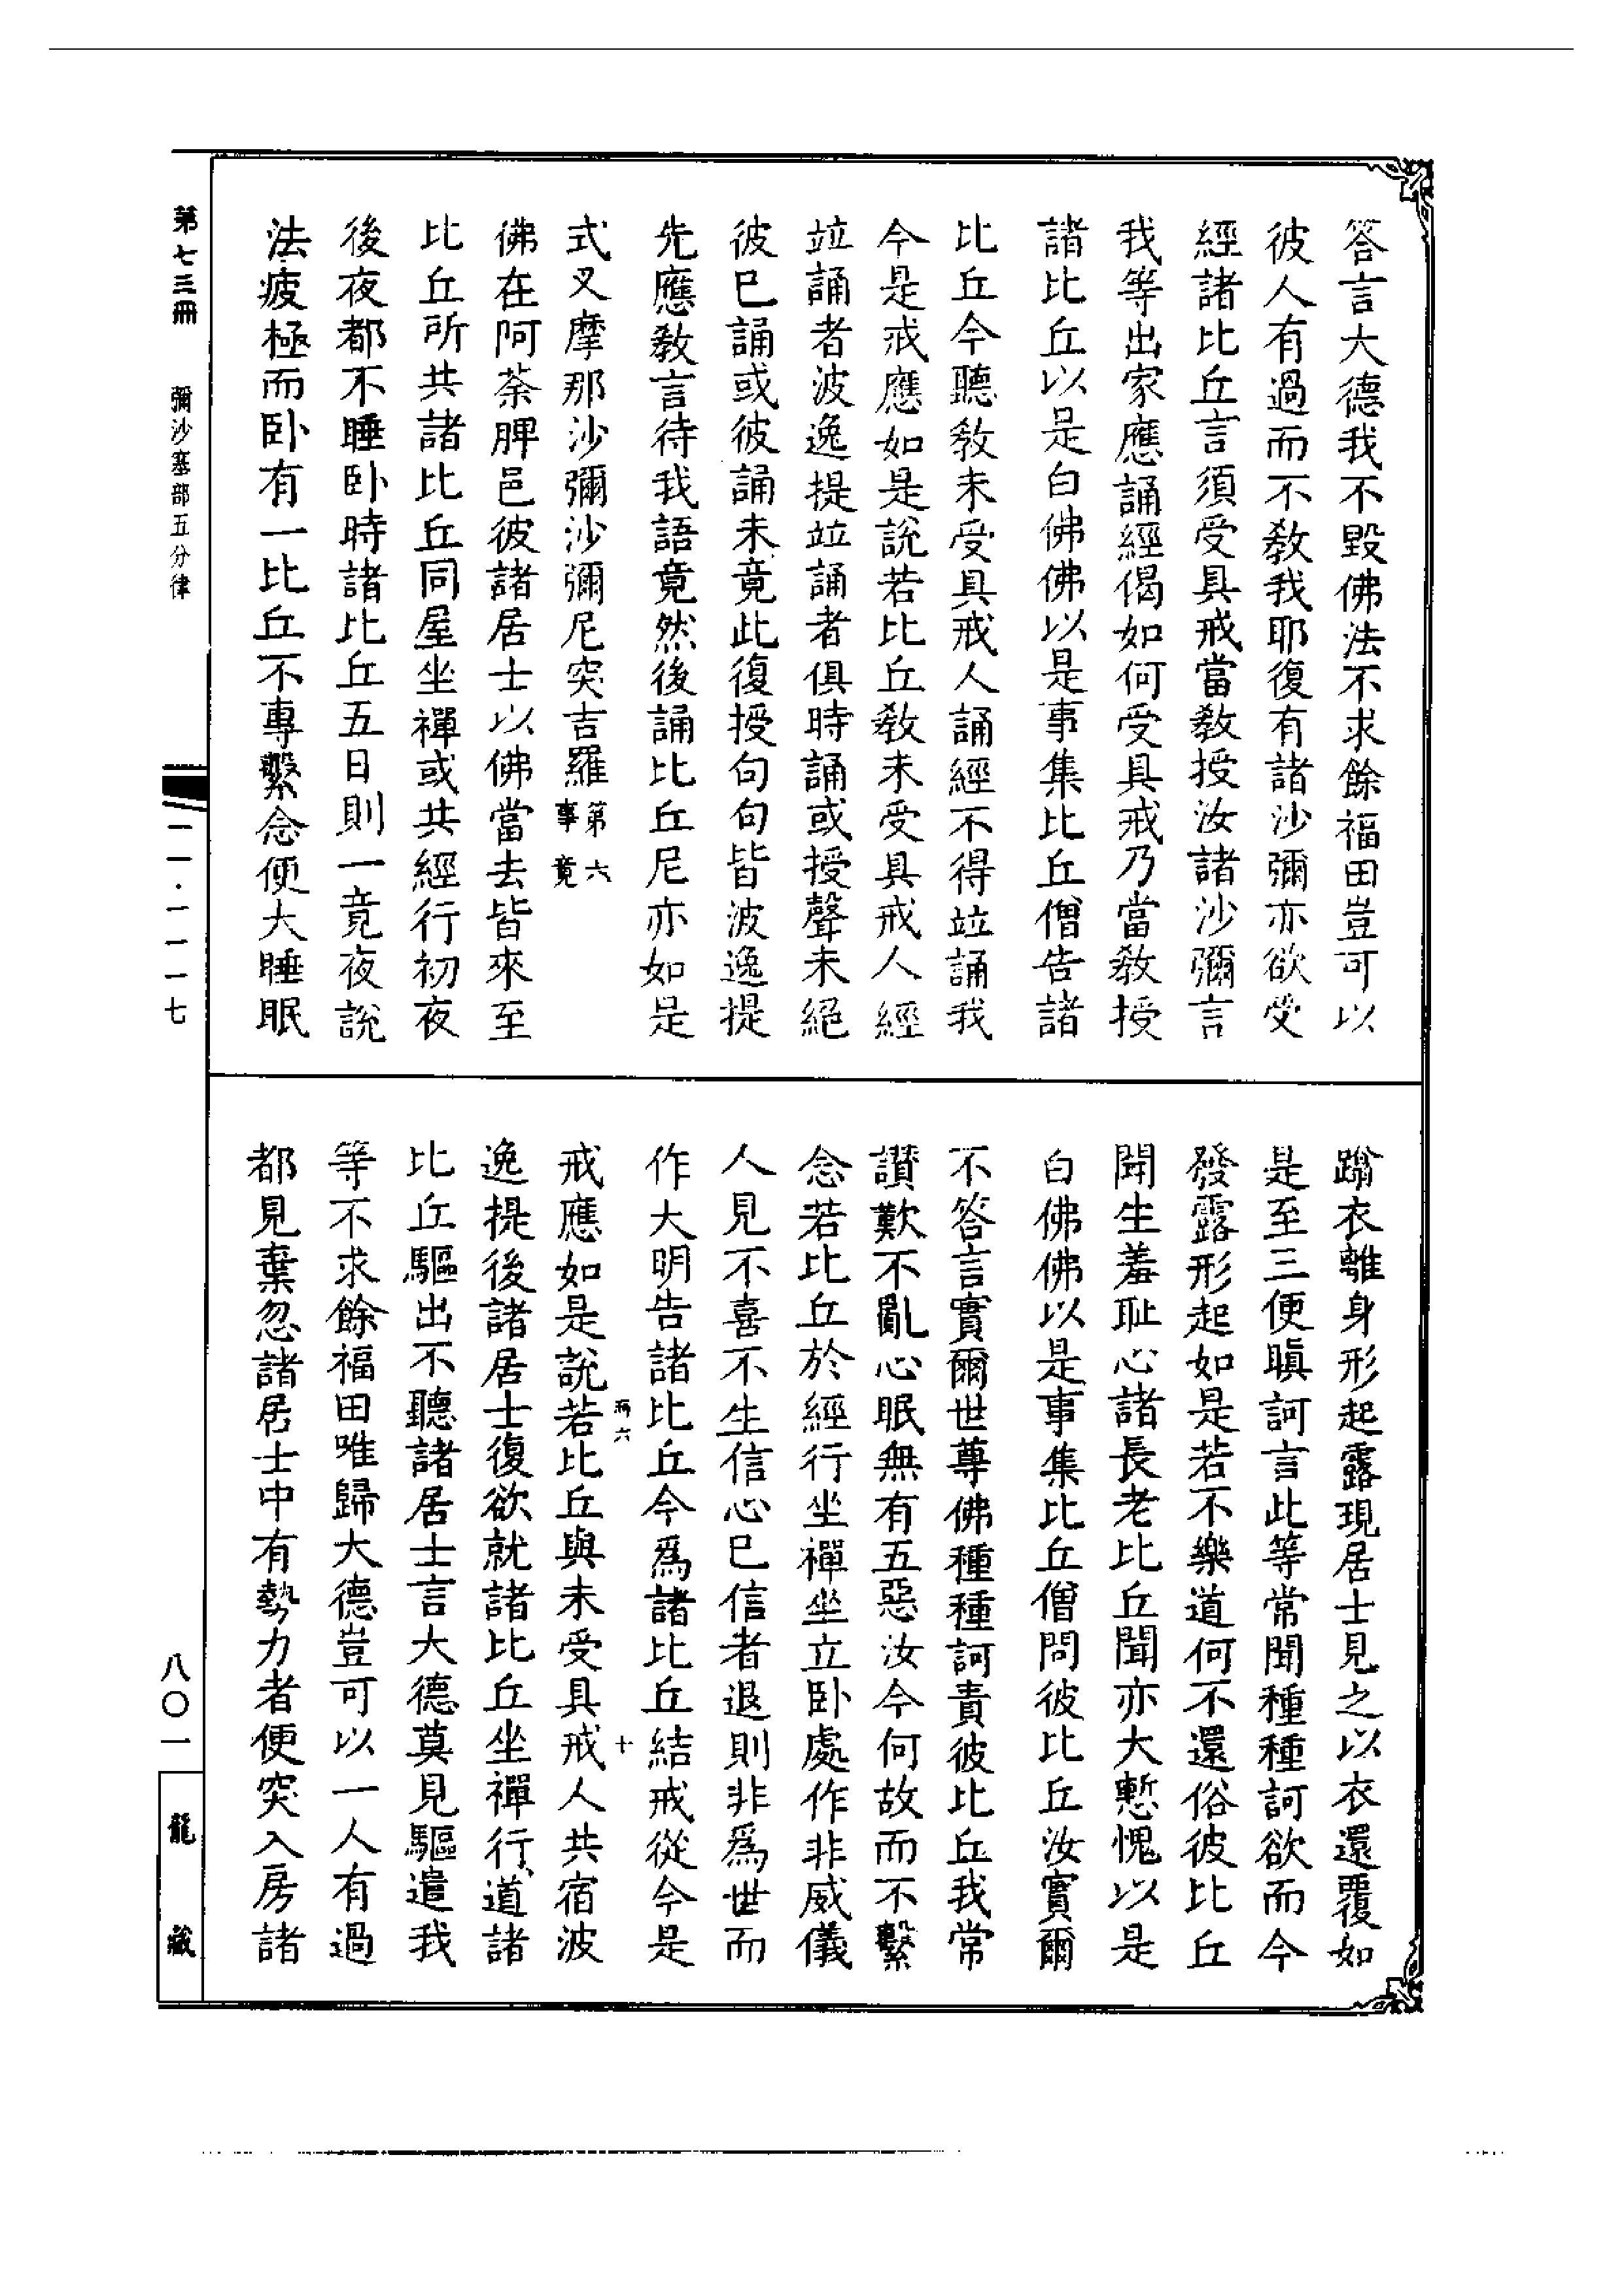 答言大德我不毀佛法不求餘福田豈可以
彼人有過而不教我耶復有諸沙彌亦欲受
經諸比丘言須受具戒當教授汝諸沙彌言
我等出家應誦經偈如何受具戒乃當教授
諸比丘以是白佛佛以是事集比丘僧告諸
比丘今聽教未受具戒人誦經不得竝誦我
今是戒應如是說若比丘教未受具戒人經
竝誦者波逸提竝誦者俱時誦或授聲未絕
彼已誦或彼誦未竟此復授句句皆波逸提
先應教言待我語竟然後誦比丘尼亦如是
式叉摩那沙彌沙彌尼突吉羅第六事竟
佛在阿荼脾邑彼諸居士以佛當去皆來至
比丘所共諸比丘同屋坐禪或共經行初夜
後夜都不睡臥時諸比丘五日則一竟夜說
法疲極而臥有一比丘不專繫念便大睡眠
蹹衣離身形起露現居士見之以衣還覆如
是至三便瞋訶言此等常聞種種訶欲而今
發露形起如是若不樂道何不還俗彼比丘
聞生羞恥心諸長老比丘聞亦大慙愧以是
白佛佛以是事集比丘僧問彼比丘汝實爾
不答言實爾世尊佛種種訶責彼比丘我常
讚歎不亂心眠無有五惡汝今何故而不繫
念若比丘於經行坐禪坐立臥處作非威儀
人見不喜不生信心已信者退則非爲世而
作大明告諸比丘今爲諸比丘結戒從今是
戒應如是說若比丘與未受具戒人共宿波
逸提後諸居士復欲就諸比丘坐禪行道諸
比丘驅出不聽諸居士言大德莫見驅遣我
等不求餘福田唯歸大德豈可以一人有過
都見棄忽諸居士中有勢力者便突入房諸
第七三冊
彌沙塞部五分律
一一·一一一七
八〇一
龍藏